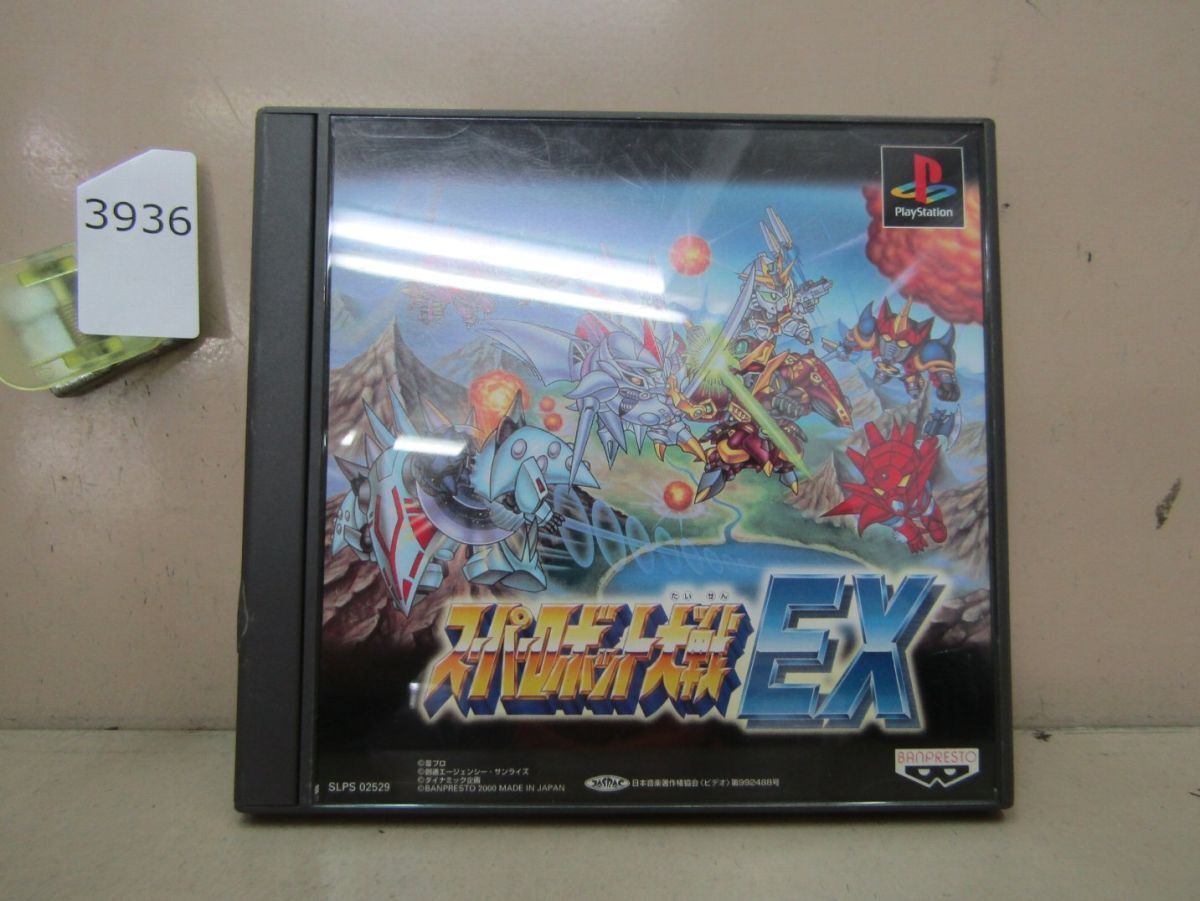 3936
PlayStation
たいせん
スーパーロボット大戦EX
BANPRESTO
©葦プロ
©創通エージェンシー・サンライズ
©ダイナミック企画
©BANPRESTO 2000 MADE IN JAPAN
SLPS 02529
JASRAC 日本音楽著作権協会〈ビデオ〉第992488号